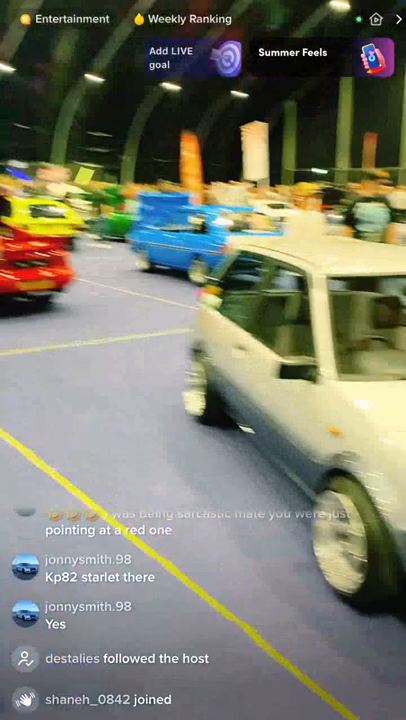 Entertainment
Weekly Ranking
Add LIVE
goal
Summer Feels
I was being sarcastic mate you were just
pointing at a red one
jonnysmith.98
Kp82 starlet there
jonnysmith.98
Yes
destalies followed the host
shaneh_0842 joined